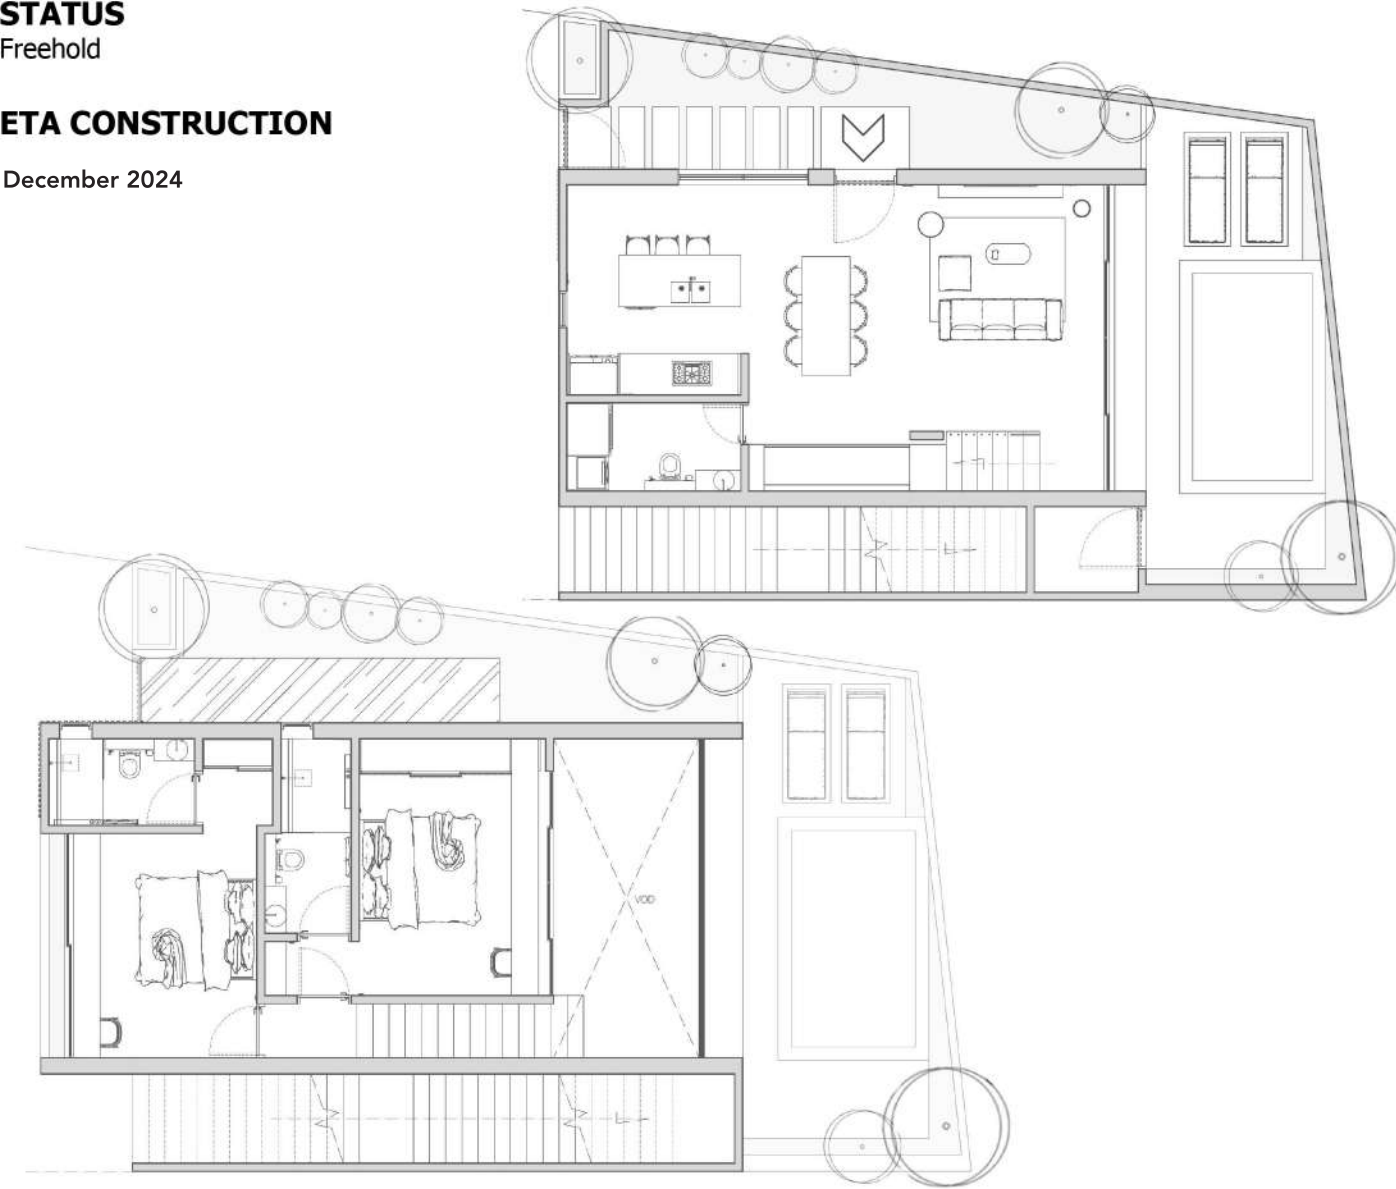 STATUS
Freehold
ETA CONSTRUCTION
December 2024
VOID